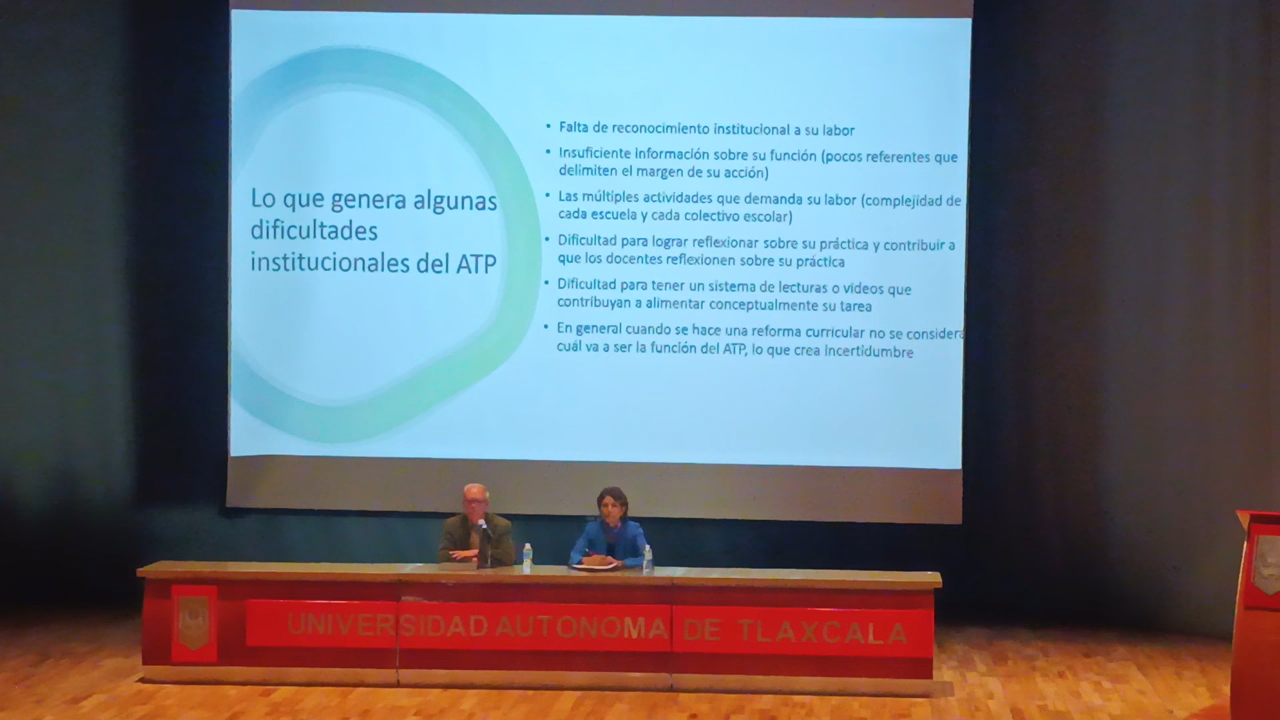 Lo que genera algunas
dificultades
institucionales del ATP
• Falta de reconocimiento institucional a su labor
• Insuficiente información sobre su función (pocos referentes que
delimiten el margen de su acción)
• Las múltiples actividades que demanda su labor (complejidad de
cada escuela y cada colectivo escolar)
• Dificultad para lograr reflexionar sobre su práctica y contribuir a
que los docentes reflexionen sobre su práctica
• Dificultad para tener un sistema de lecturas o videos que
contribuyan a alimentar conceptualmente su tarea
• En general cuando se hace una reforma curricular no se considera
cuál va a ser la función del ATP, lo que crea incertidumbre
UNIVERSIDAD AUTONOMA DE TLAXCALA